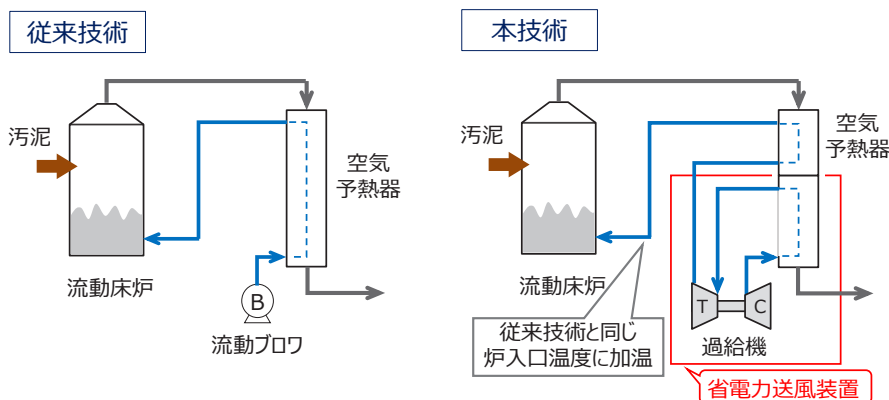 従来技術
汚泥
空気
予熱器
流動床炉
B
流動ブロワ
本技術
汚泥
空気
予熱器
流動床炉
T
C
過給機
従来技術と同じ
炉入口温度に加温
省電力送風装置